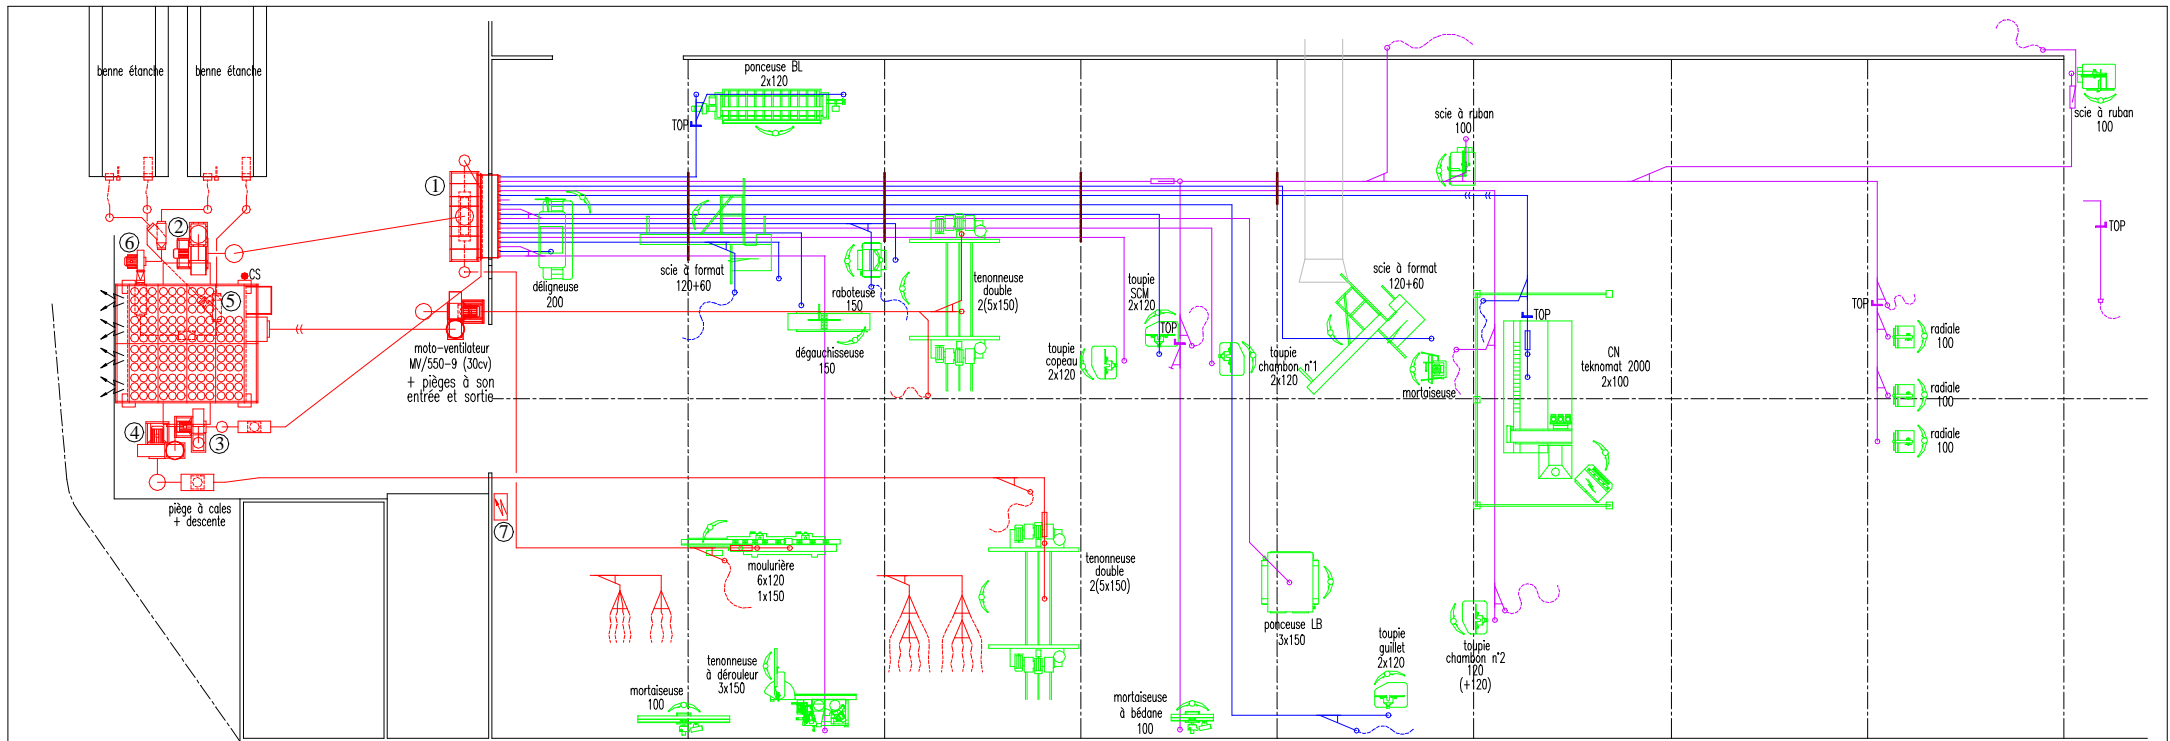 benne étanche
benne étanche
ponceuse BL
2x120
TOP
scie à ruban
100
scie à ruban
100
1
2
6
CS
5
scie à format
120+60
déligneuse
200
raboteuse
150
tenonneuse
double
2(5x150)
toupie
SCM
2x120
scie à format
120+60
TOP
TOP
TOP
TOP
moto-ventilateur
MV/550-9 (30cv)
+ pièges à son
entrée et sortie
dégauchisseuse
150
toupie
copeau
2x120
toupie
chambon n°1
2x120
mortaiseuse
CN
teknomat 2000
2x100
radiale
100
radiale
100
radiale
100
4
3
piège à cales
+ descente
7
moulurière
6x120
1x150
tenonneuse
double
2(5x150)
ponceuse LB
3x150
toupie
guillet
2x120
toupie
chambon n°2
120
(+120)
tenonneuse
à dérouleur
3x150
mortaiseuse
100
mortaiseuse
à bédane
100